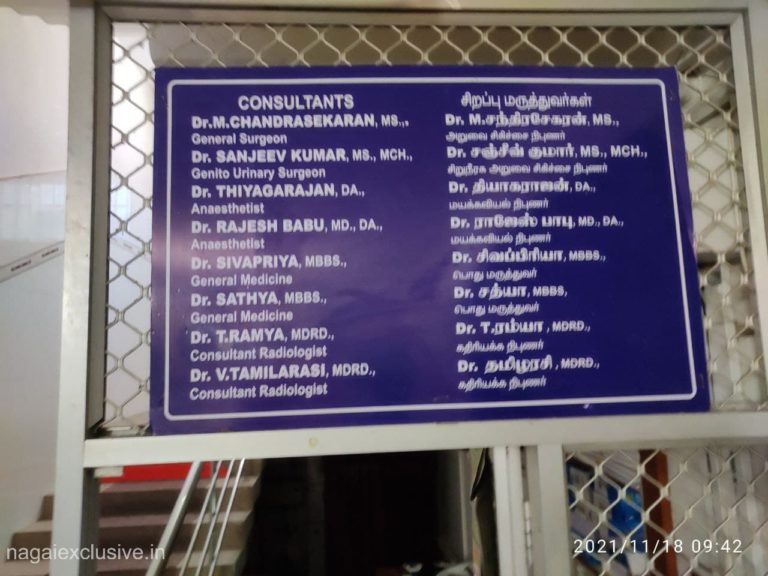 CONSULTANTS
Dr.M.CHANDRASEKARAN, MS.,.
General Surgeon
Dr. SANJEEV KUMAR, MS., MCH.,
Genito Urinary Surgeon
Dr. THIYAGARAJAN, DA.,
Anaesthetist
Dr. RAJESH BABU, MD., DA.,
Anaesthetist
Dr. SIVAPRIYA, MBBS.,
General Medicine
Dr. SATHYA, MBBS.,
General Medicine
Dr. T.RAMYA, MDRD.,
Consultant Radiologist
Dr. V.TAMILARASI, MDRD.,
Consultant Radiologist
சிறப்பு மருத்துவர்கள்
Dr. M.சந்திரசேகரன், MS.,
அறுவை சிகிச்சை நிபுணர்
Dr. சஞ்சீவ் குமார், MS., MCH.,
சிறுநீரக அறுவை சிகிச்சை நிபுணர்
Dr. தியாகராஜன், DA.,
மயக்கவியல் நிபுணர்
Dr. ராஜேஸ் பாபு, MD., DA.,
மயக்கவியல் நிபுணர்
Dr. சிவப்பிரியா, MBBS.,
பொது மருத்துவர்
Dr. சத்யா, MBBS,
பொது மருத்துவர்
Dr. T.ரம்யா, MDRD.,
கதிரியக்க நிபுணர்
Dr. தமிழரசி , MDRD.,
கதிரியக்க நிபுணர்
nagaiexclusive.in
2021/11/18 09:42